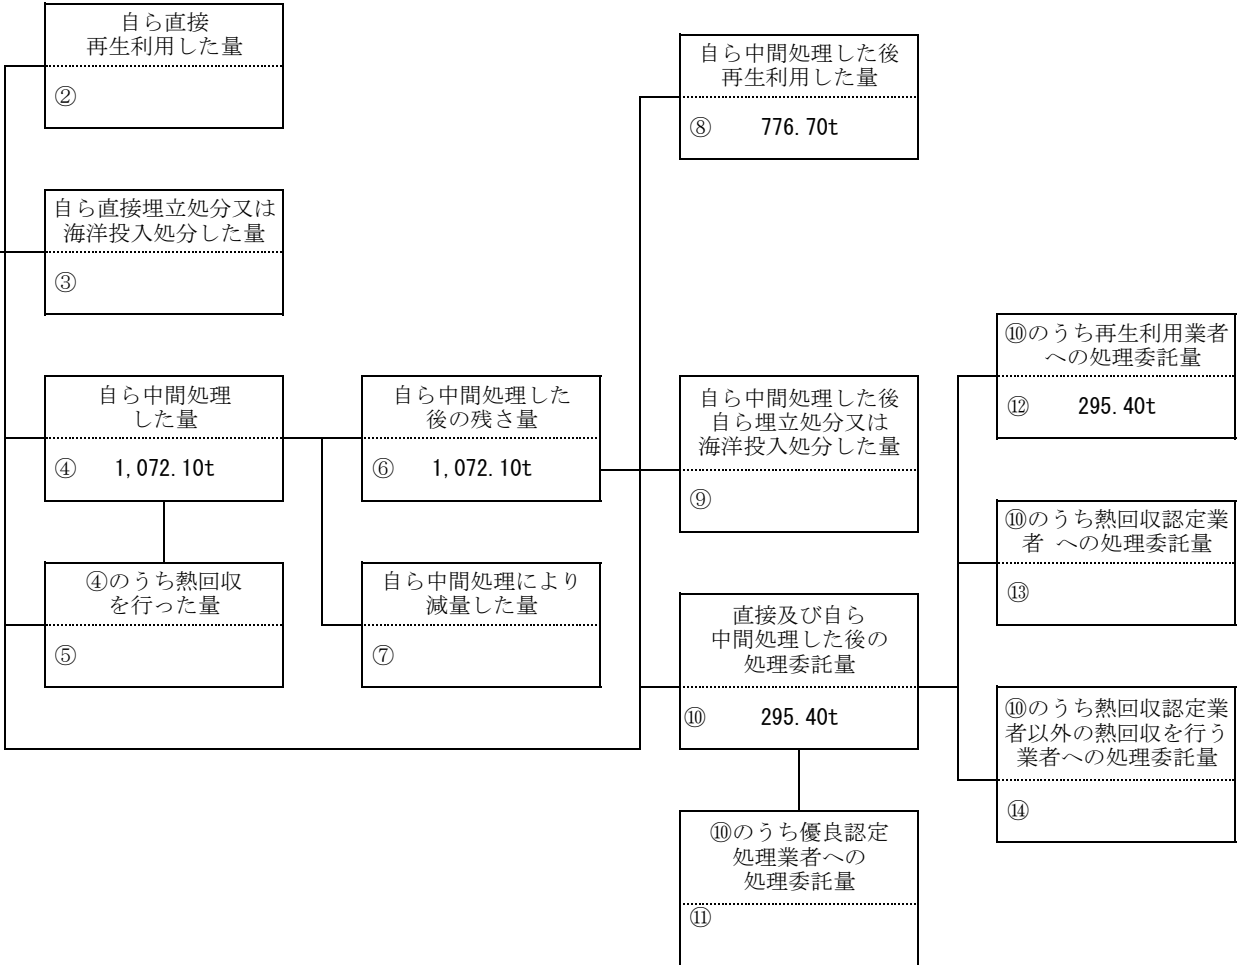 自ら直接
再生利用した量
②
自ら中間処理した後
再生利用した量
⑧ 776.70t
自ら直接埋立処分又は
海洋投入処分した量
③
⑩のうち再生利用業者
への処理委託量
⑫ 295.40t
自ら中間処理
した量
④ 1,072.10t
自ら中間処理した
後の残さ量
⑥ 1,072.10t
自ら中間処理した後
自ら埋立処分又は
海洋投入処分した量
⑨
⑩のうち熱回収認定業
者 への処理委託量
⑬
④のうち熱回収
を行った量
⑤
自ら中間処理により
減量した量
⑦
直接及び自ら
中間処理した後の
処理委託量
⑩ 295.40t
⑩のうち熱回収認定業
者以外の熱回収を行う
業者への処理委託量
⑭
⑩のうち優良認定
処理業者への
処理委託量
⑪